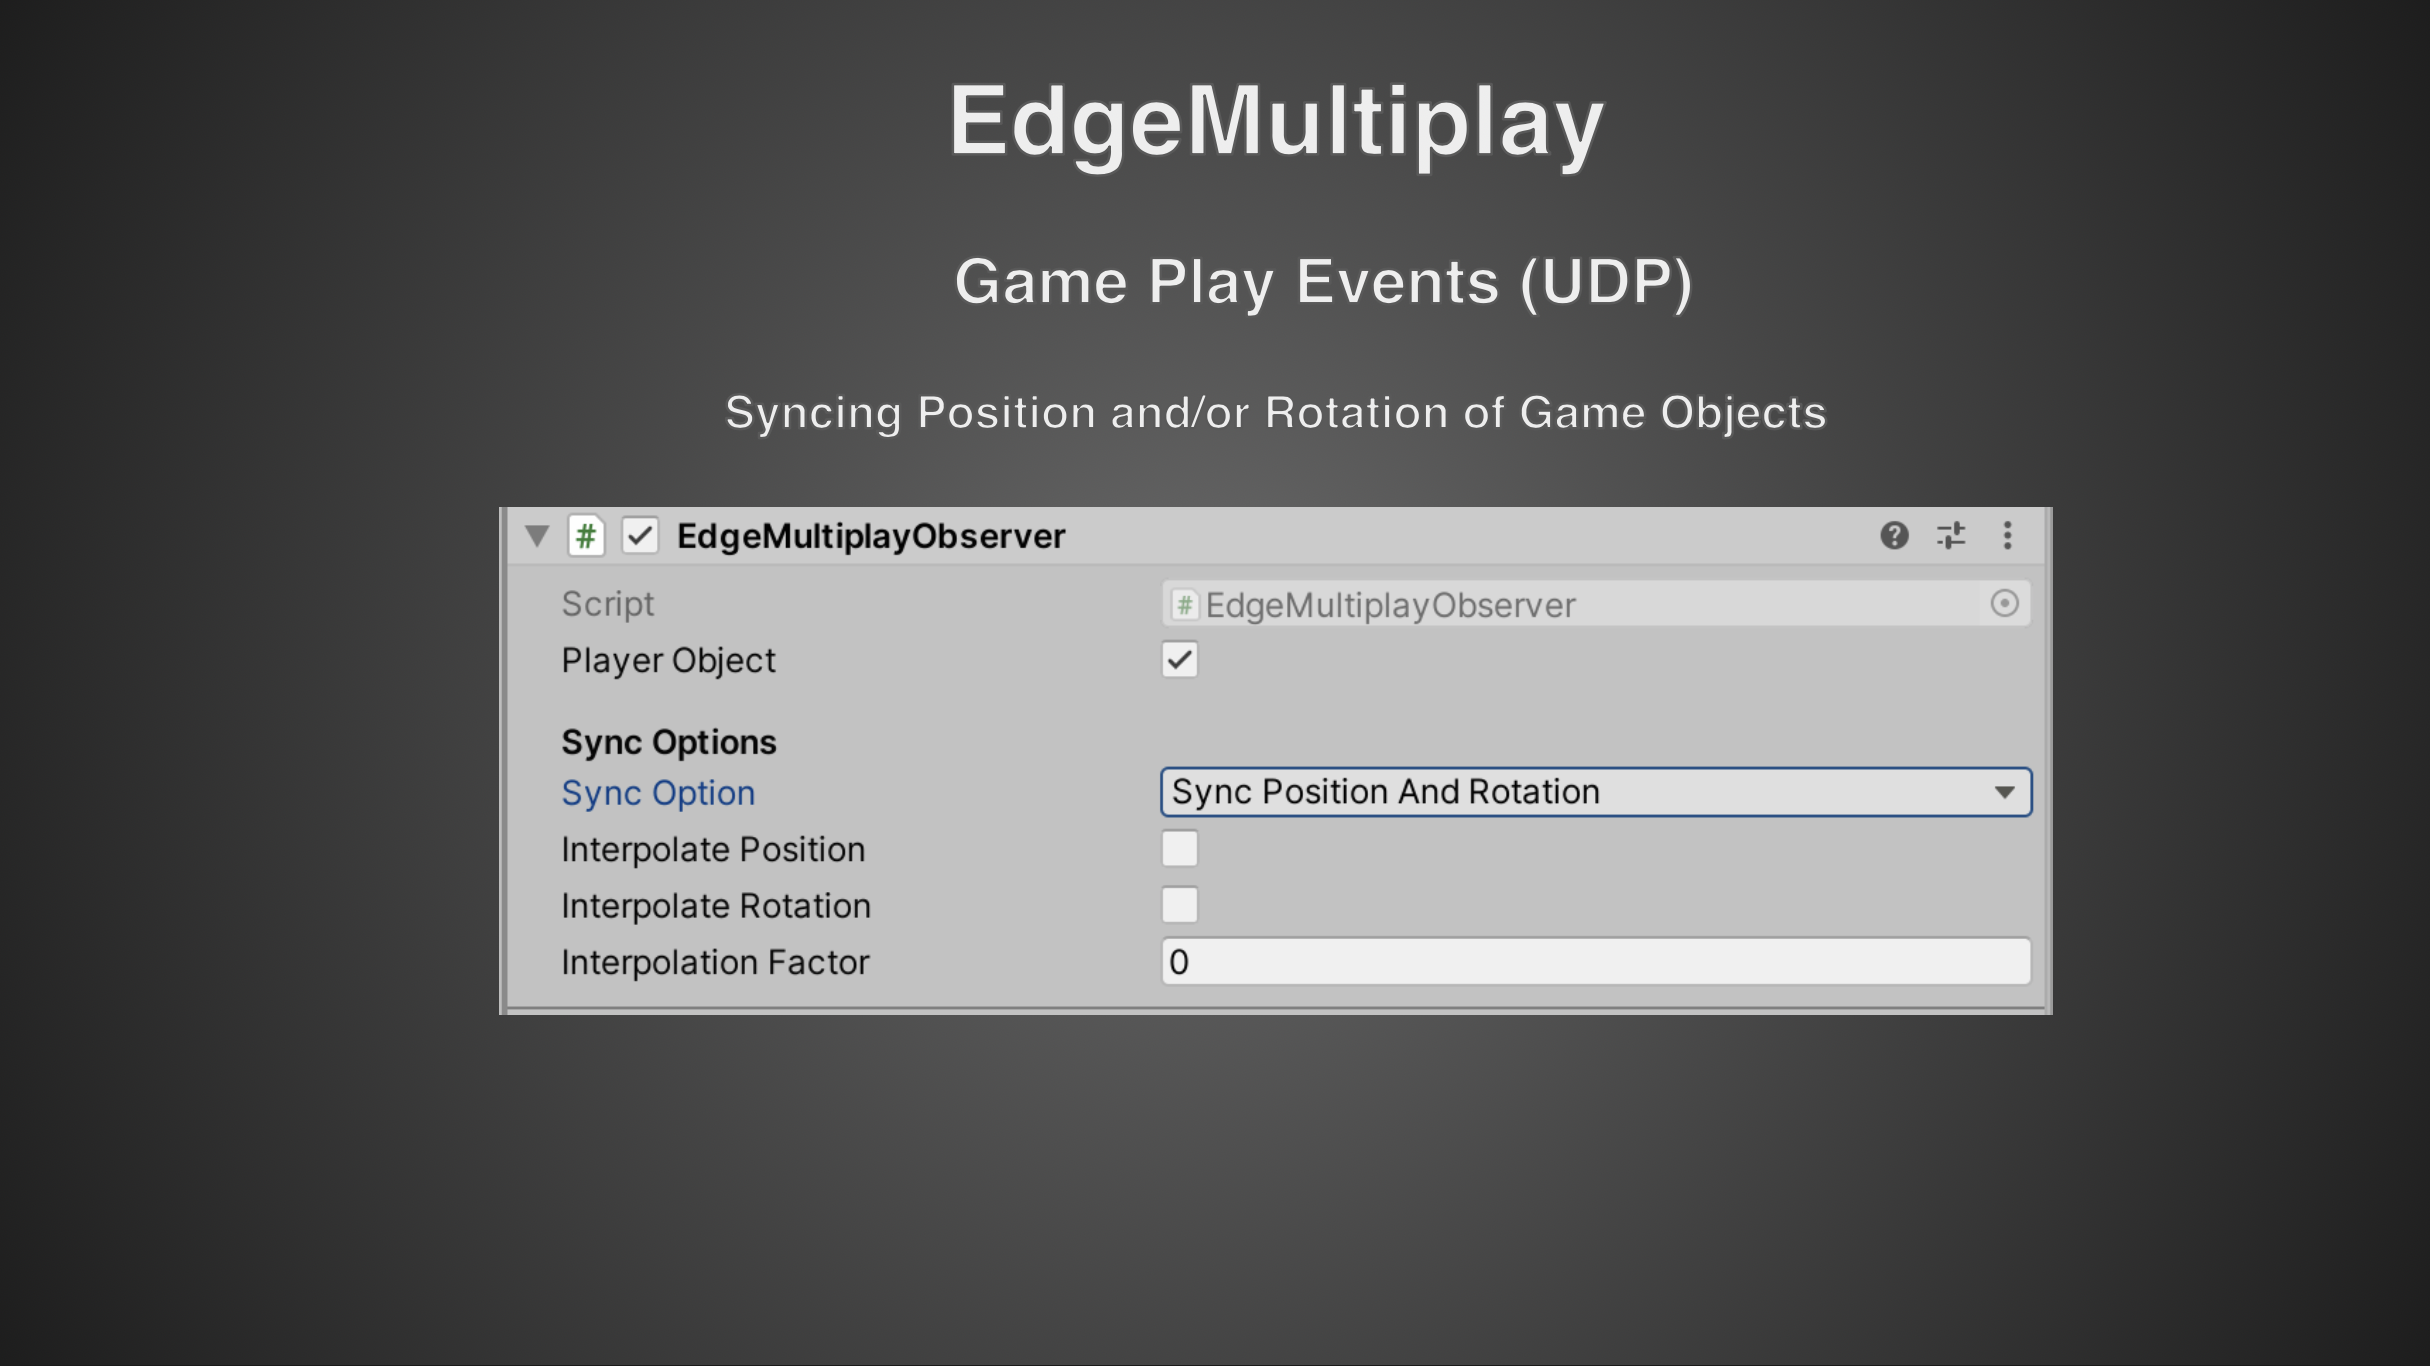 EdgeMultiplay
Game Play Events (UDP)
Syncing Position and/or Rotation of Game Objects
# EdgeMultiplayObserver
Script # EdgeMultiplayObserver
Player Object
Sync Options
Sync Option Sync Position And Rotation
Interpolate Position
Interpolate Rotation
Interpolation Factor 0